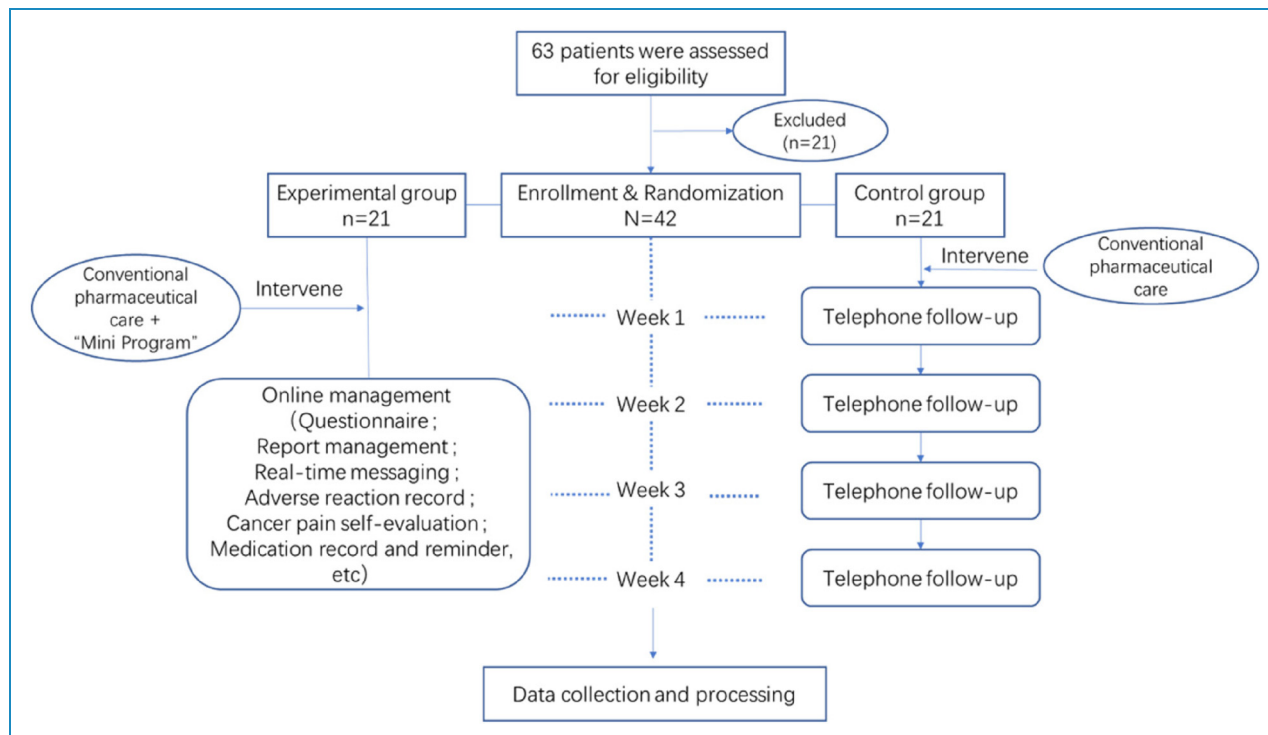 63 patients were assessed
for eligibility
Excluded
(n=21)
Experimental group
n=21
Enrollment & Randomization
N=42
Control group
n=21
Conventional
pharmaceutical
care +
“Mini Program”
Intervene
Intervene
Conventional
pharmaceutical
care
Week 1
Telephone follow-up
Online management
(Questionnaire;
Report management;
Real-time messaging;
Adverse reaction record;
Cancer pain self-evaluation;
Medication record and reminder,
etc)
Week 2
Telephone follow-up
Week 3
Telephone follow-up
Week 4
Telephone follow-up
Data collection and processing